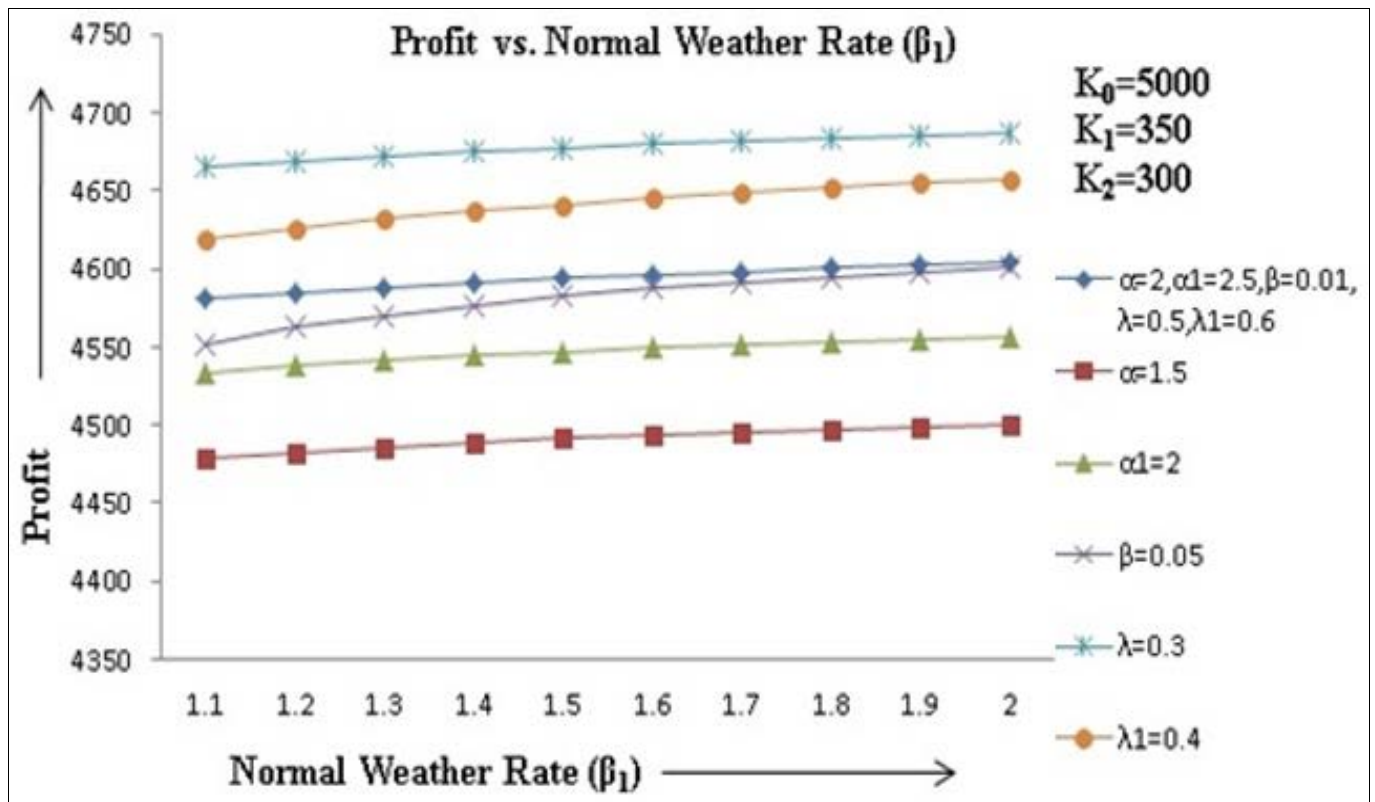 Profit vs. Normal Weather Rate (β₁)
K₀=5000
K₁=350
K₂=300
4750
4700
4650
4600
4550
4500
4450
4400
4350
Profit
1.1 1.2 1.3 1.4 1.5 1.6 1.7 1.8 1.9 2
Normal Weather Rate (β₁)
α=2,α1=2.5,β=0.01,
λ=0.5,λ1=0.6
α=1.5
α1=2
β=0.05
λ=0.3
λ1=0.4